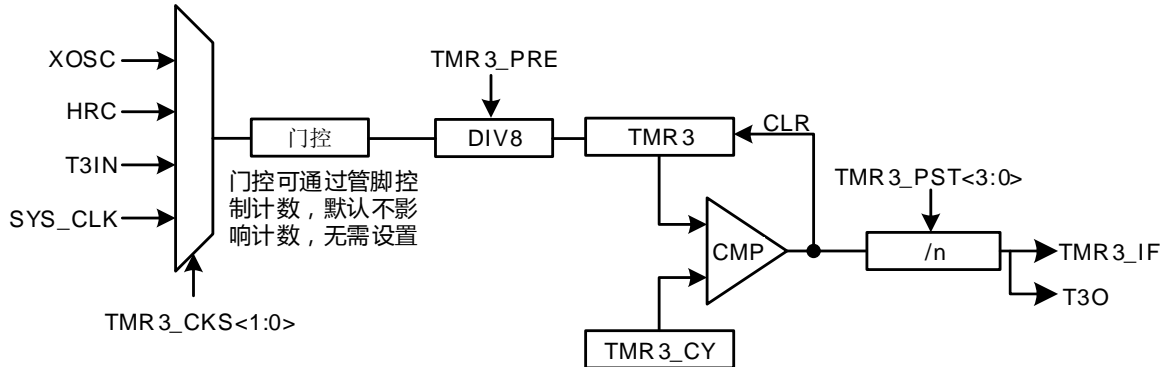 XOSC
HRC
T3IN
SYS_CLK
TMR3_CKS<1:0>
门控
门控可通过管脚控
制计数，默认不影
响计数，无需设置
TMR3_PRE
DIV8
TMR3
CLR
CMP
TMR3_CY
TMR3_PST<3:0>
/n
TMR3_IF
T3O